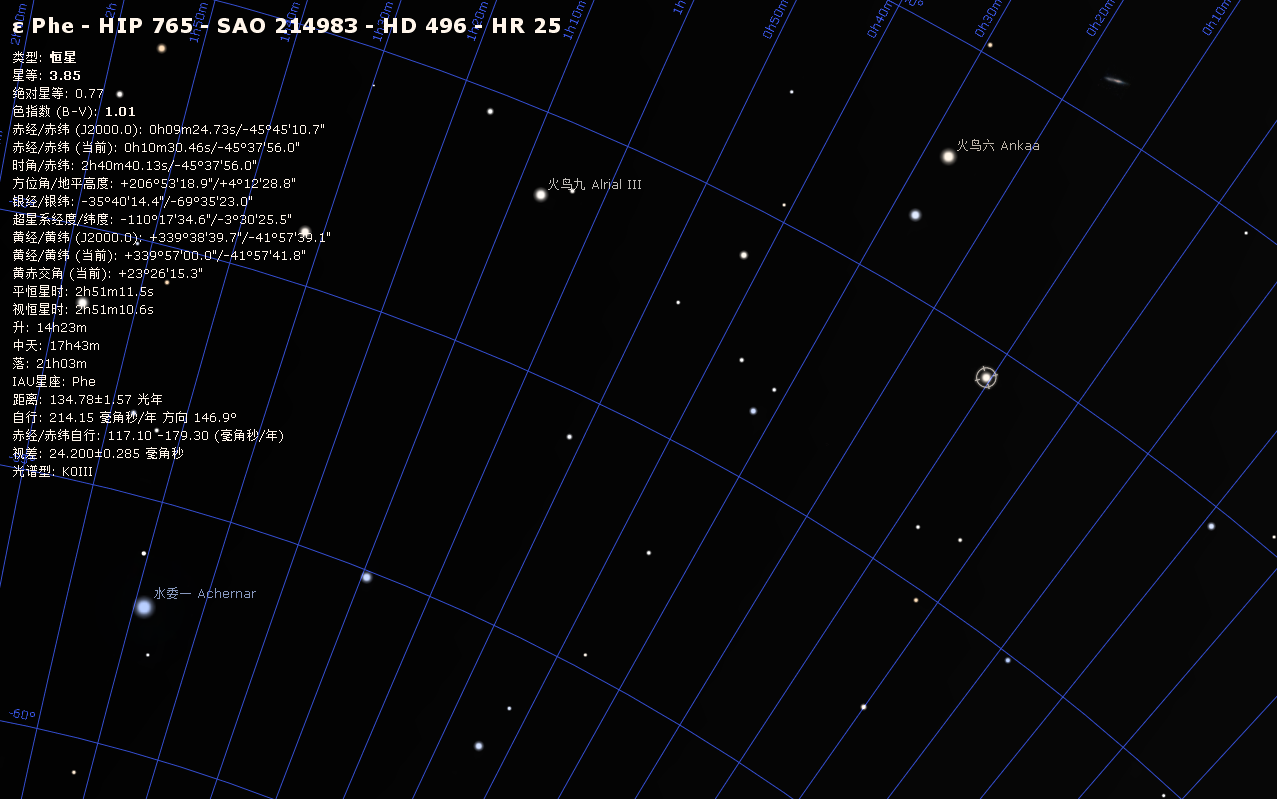 ε Phe - HIP 765 - SAO 214983 - HD 496 - HR 25
类型: 恒星
星等: 3.85
绝对星等: 0.77
色指数 (B-V): 1.01
赤经/赤纬 (J2000.0): 0h09m24.73s/-45°45'10.7"
赤经/赤纬 (当前): 0h10m30.46s/-45°37'56.0"
时角/赤纬: 2h40m40.13s/-45°37'56.0"
方位角/地平高度: +206°53'18.9"/+4°12'28.8"
银经/银纬: -35°40'14.4"/-69°35'23.0"
超星系经度/纬度: -110°17'34.6"/-3°30'25.5"
黄经/黄纬 (J2000.0): +339°38'39.7"/-41°57'39.1"
黄经/黄纬 (当前): +339°57'00.0"/-41°57'41.8"
黄赤交角 (当前): +23°26'15.3"
平恒星时: 2h51m11.5s
视恒星时: 2h51m10.6s
升: 14h23m
中天: 17h43m
落: 21h03m
IAU星座: Phe
距离: 134.78±1.57 光年
自行: 214.15 毫角秒/年 方向 146.9°
赤经/赤纬自行: 117.10 -179.30 (毫角秒/年)
视差: 24.200±0.285 毫角秒
光谱型: K0III
1h20m
1h10m
1h
0h50m
0h40m
0h30m
0h20m
0h10m
火鸟六 Ankaa
火鸟九 Alrial III
水委一 Achernar
-60°